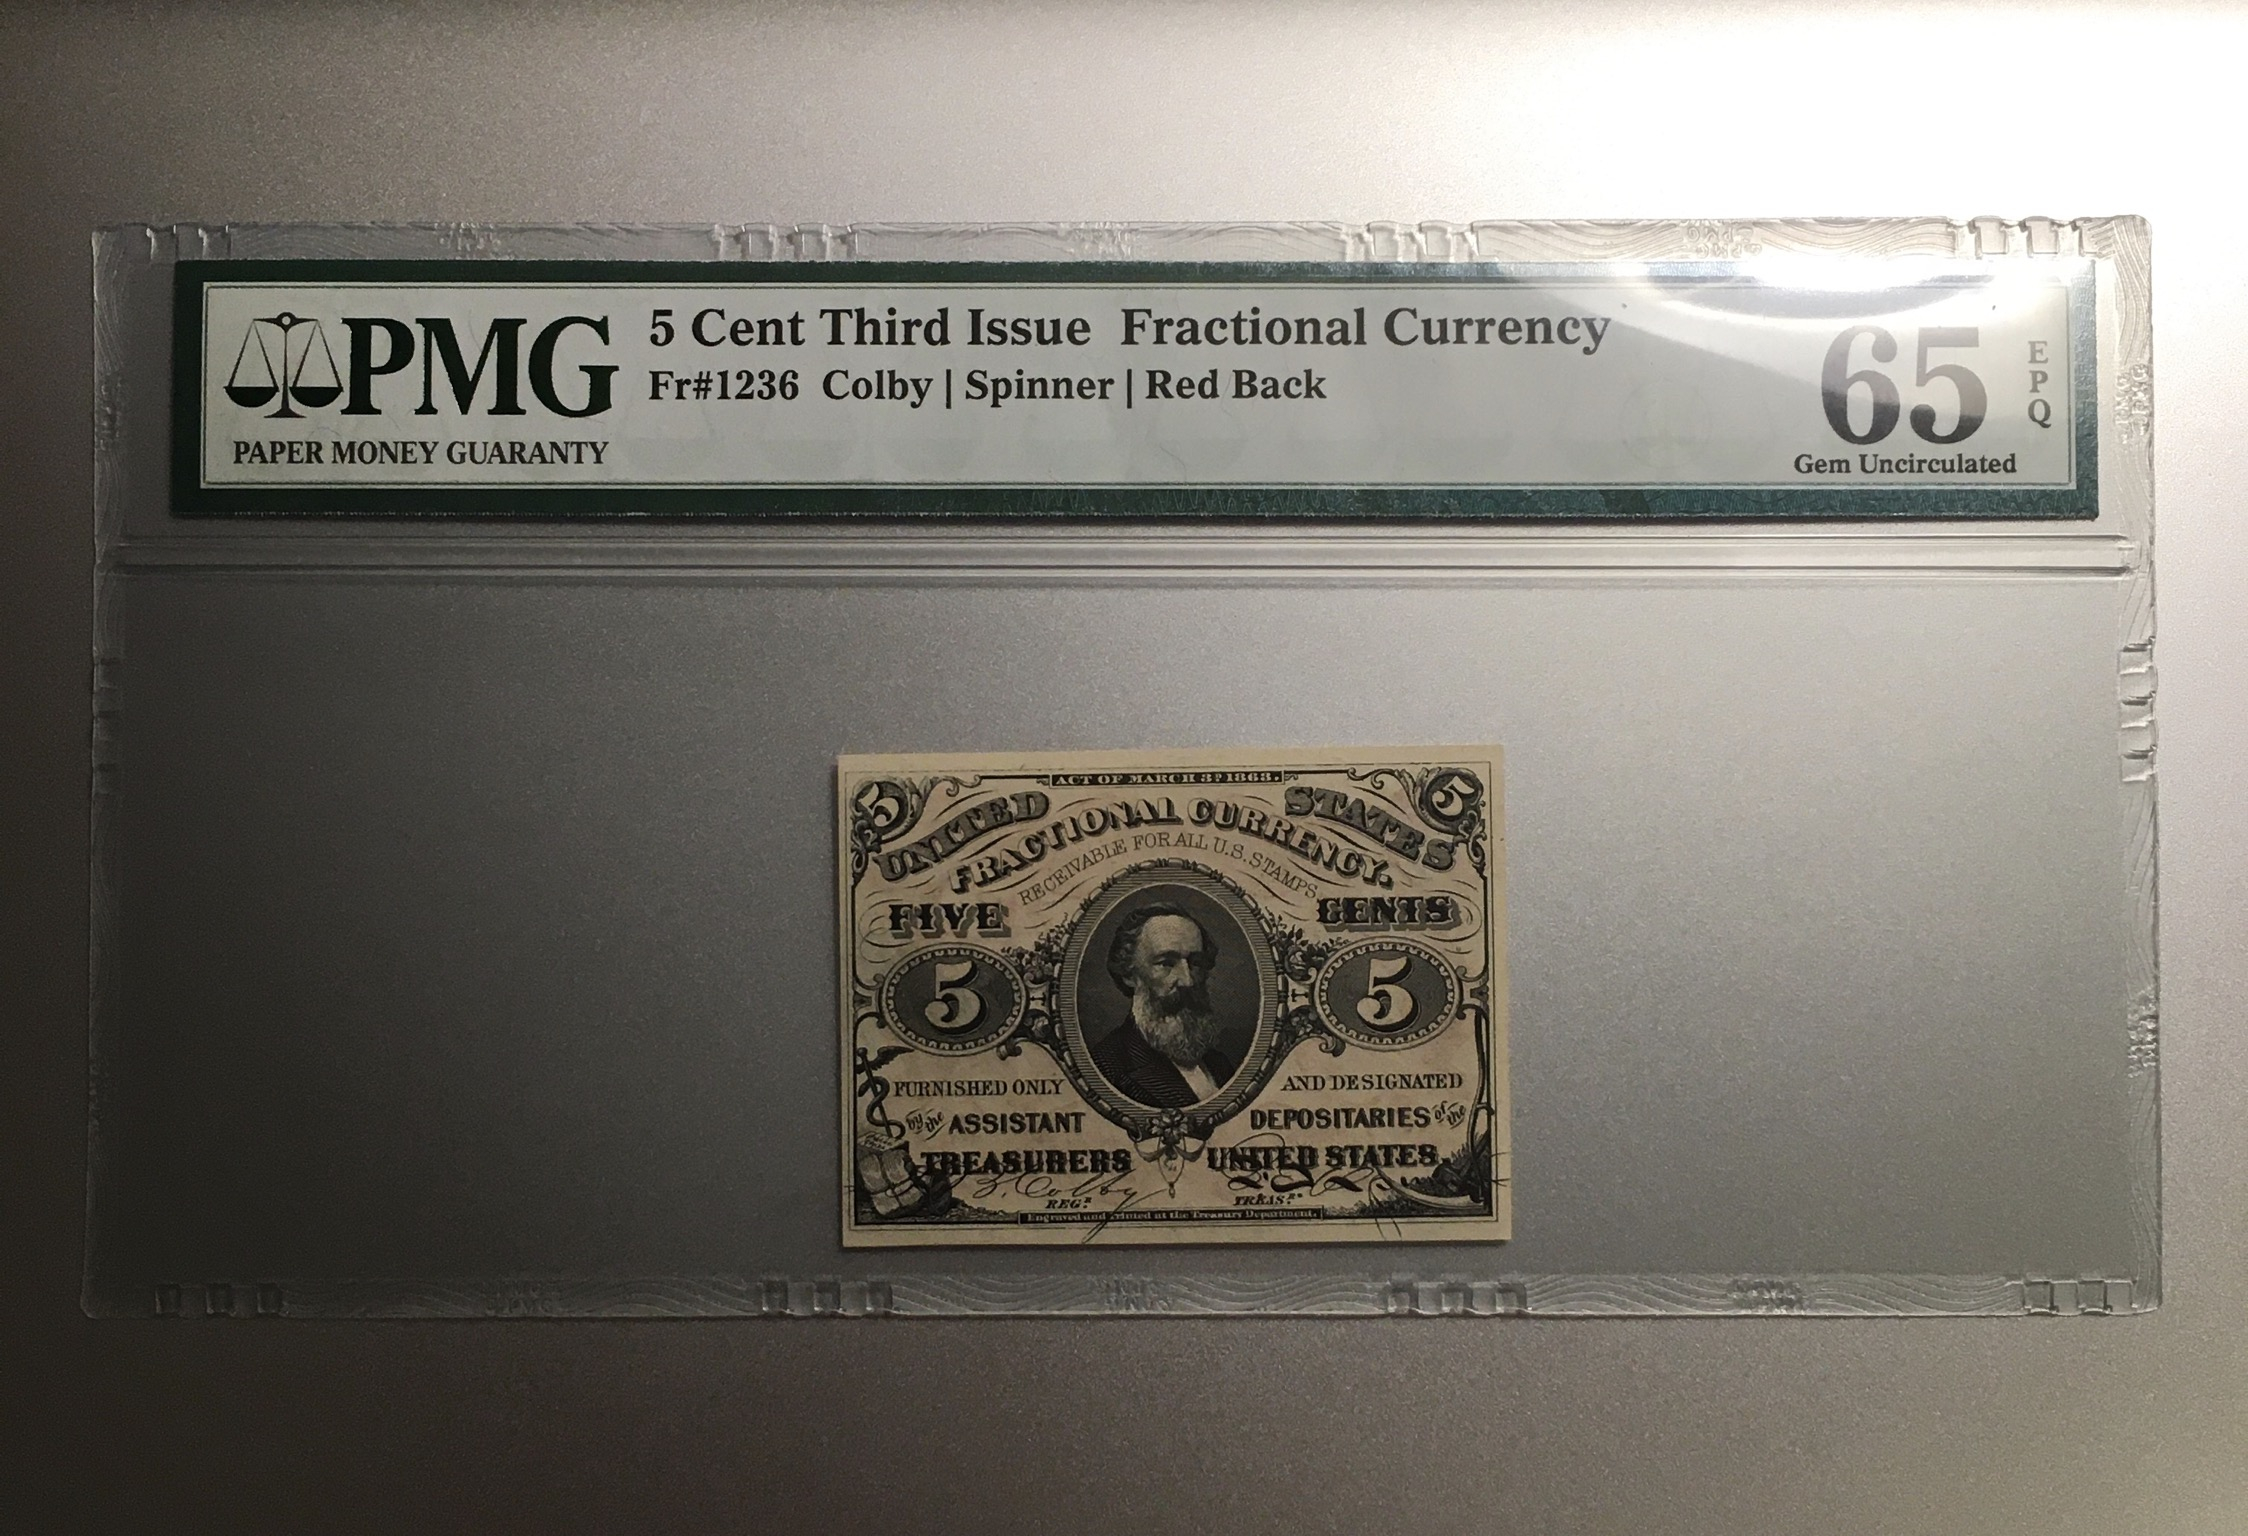 PMG
PAPER MONEY GUARANTY
5 Cent Third Issue Fractional Currency
Fr#1236 Colby | Spinner | Red Back
65
EPQ
Gem Uncirculated
ACT OF MARCH 3D 1863.
5 5
UNITED STATES
FRACTIONAL CURRENCY.
RECEIVABLE FOR ALL U.S. STAMPS
FIVE CENTS
5 5
FURNISHED ONLY AND DESIGNATED
by the ASSISTANT DEPOSITARIES of the
TREASURERS UNITED STATES.
S. Colby
REGR. TREASR.
Engraved and Printed at the Treasury Department.